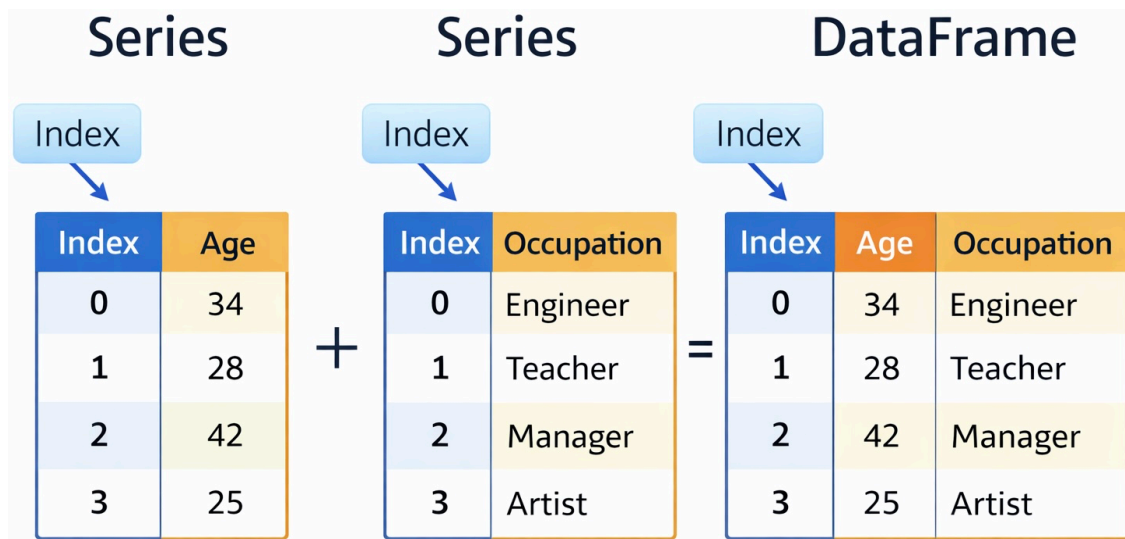 Series Series DataFrame
Index Index Index
Index Age Index Occupation Index Age Occupation
0 34 0 Engineer 0 34 Engineer
1 28 + 1 Teacher = 1 28 Teacher
2 42 2 Manager 2 42 Manager
3 25 3 Artist 3 25 Artist